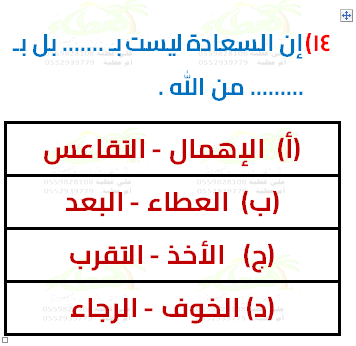 ١٤) إن السعادة ليست بـ ....... بل بـ
......... من الله .
(أ) الإهمال - التقاعس
(ب) العطاء - البعد
(ج) الأخذ - التقرب
(د) الخوف - الرجاء